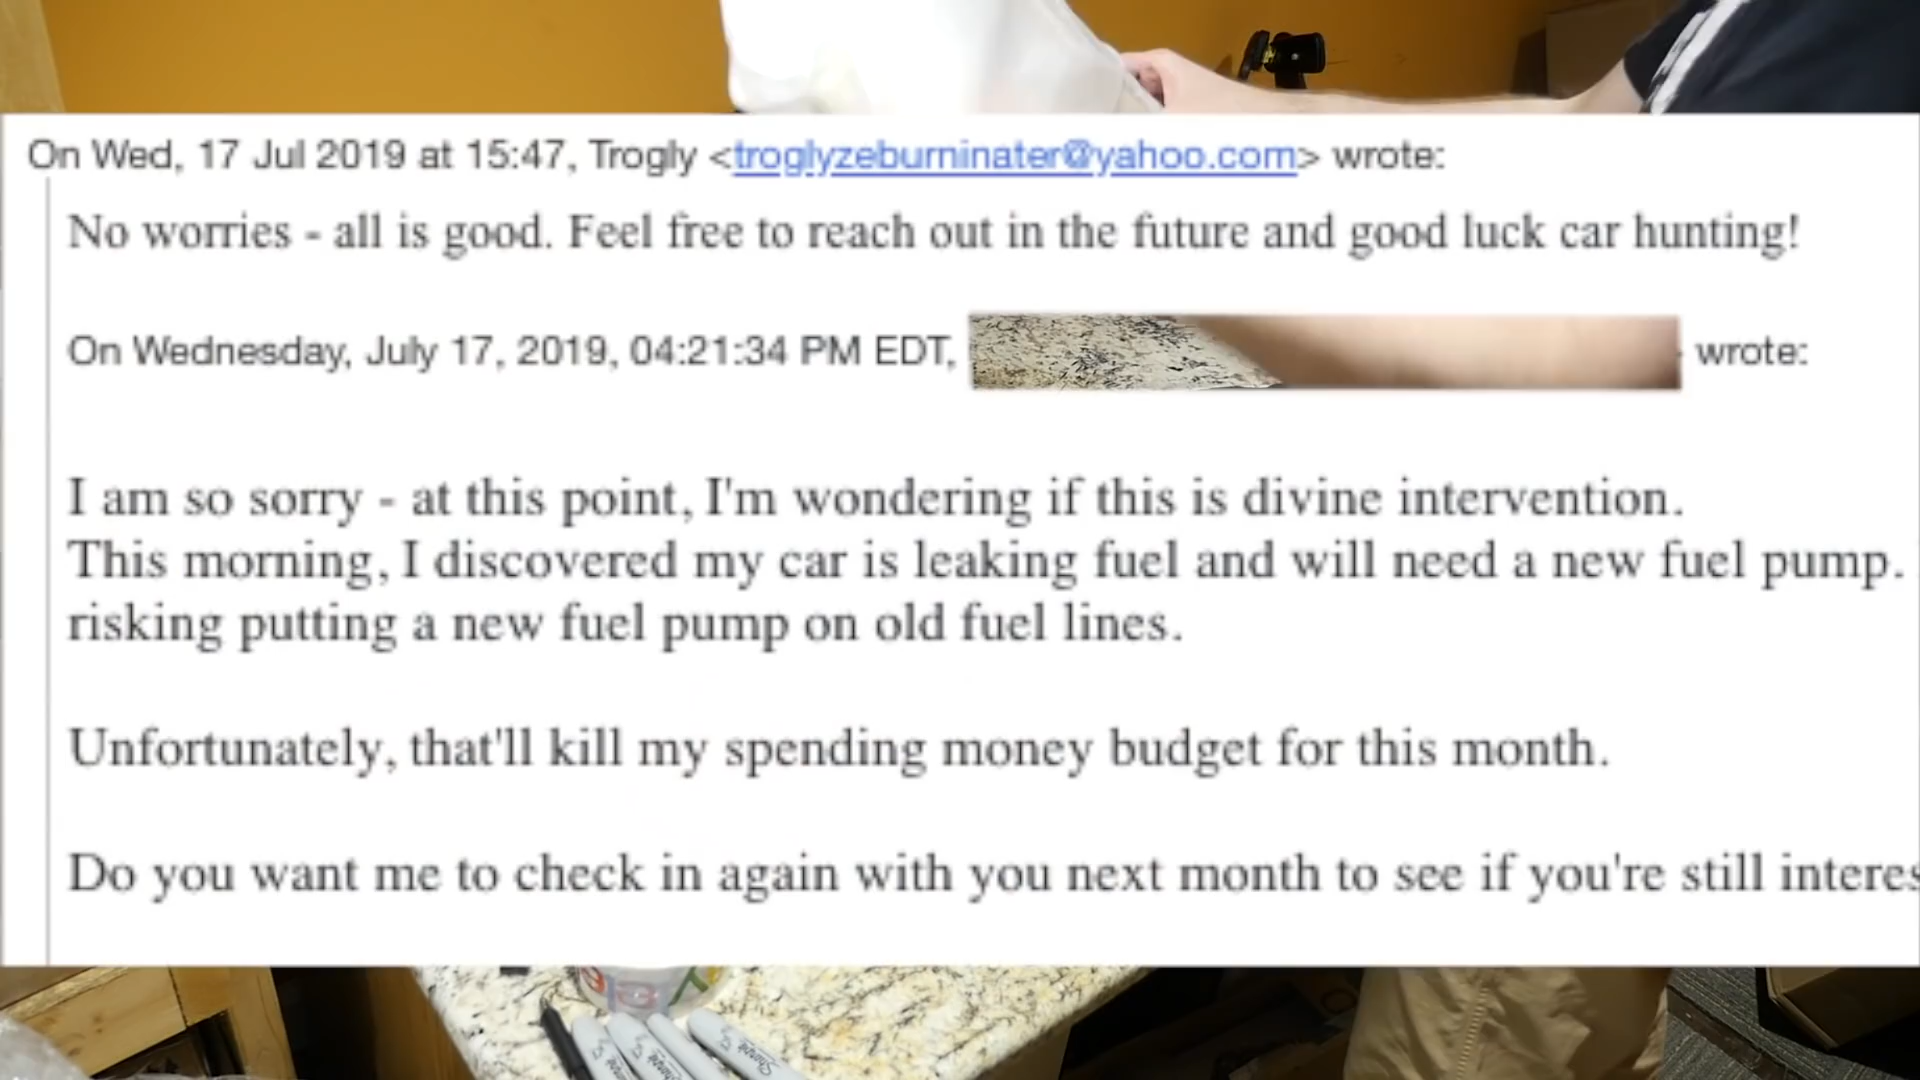 On Wed, 17 Jul 2019 at 15:47, Trogly <troglyzeburninater@yahoo.com> wrote:
No worries - all is good. Feel free to reach out in the future and good luck car hunting!
On Wednesday, July 17, 2019, 04:21:34 PM EDT, wrote:
I am so sorry - at this point, I'm wondering if this is divine intervention.
This morning, I discovered my car is leaking fuel and will need a new fuel pump.
risking putting a new fuel pump on old fuel lines.
Unfortunately, that'll kill my spending money budget for this month.
Do you want me to check in again with you next month to see if you're still interes
Sharpie
Sharpie
Sharpie